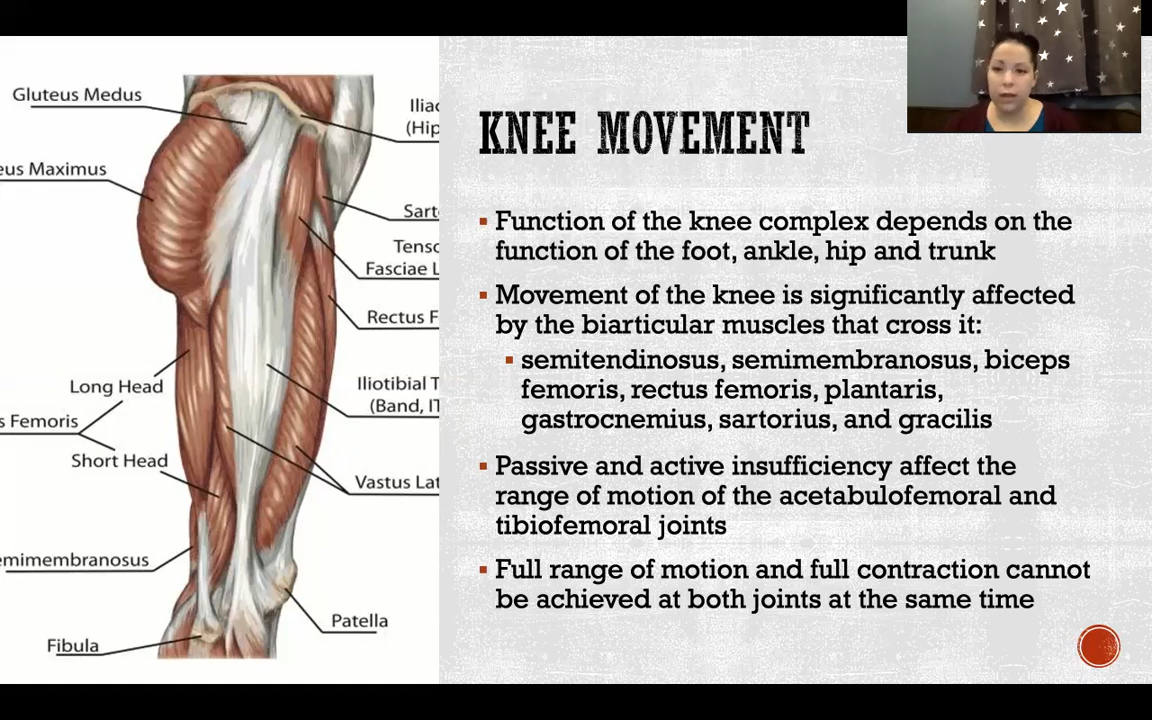 KNEE MOVEMENT
▪ Function of the knee complex depends on the
function of the foot, ankle, hip and trunk
▪ Movement of the knee is significantly affected
by the biarticular muscles that cross it:
▪ semitendinosus, semimembranosus, biceps
femoris, rectus femoris, plantaris,
gastrocnemius, sartorius, and gracilis
▪ Passive and active insufficiency affect the
range of motion of the acetabulofemoral and
tibiofemoral joints
▪ Full range of motion and full contraction cannot
be achieved at both joints at the same time
Gluteus Medus
eus Maximus
Long Head
s Femoris
Short Head
emimembranosus
Fibula
Iliac
(Hip
Sart
Tenso
Fasciae L
Rectus F
Iliotibial T
(Band, IT
Vastus Lat
Patella